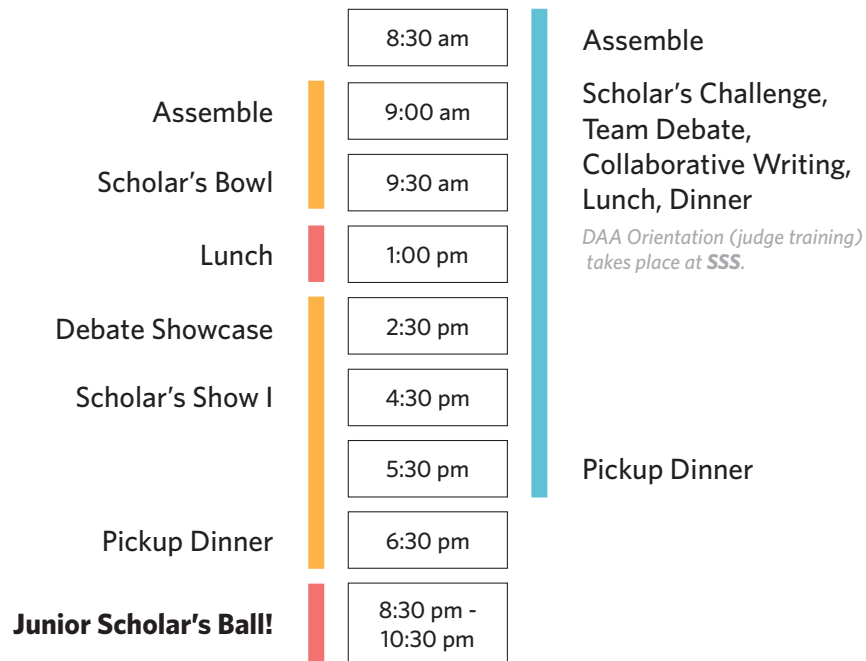 8:30 am
Assemble
Assemble
9:00 am
Scholar's Challenge,
Team Debate,
Collaborative Writing,
Lunch, Dinner
Scholar's Bowl
9:30 am
DAA Orientation (judge training)
takes place at SSS.
Lunch
1:00 pm
Debate Showcase
2:30 pm
Scholar's Show I
4:30 pm
5:30 pm
Pickup Dinner
Pickup Dinner
6:30 pm
Junior Scholar's Ball!
8:30 pm -
10:30 pm